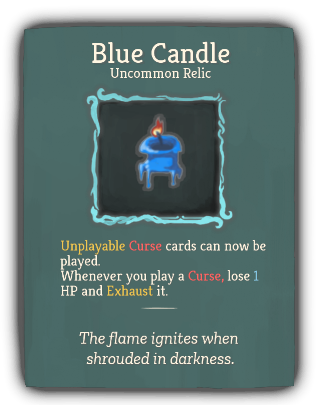 Blue Candle
Uncommon Relic
Unplayable Curse cards can now be
played.
Whenever you play a Curse, lose 1
HP and Exhaust it.
The flame ignites when
shrouded in darkness.